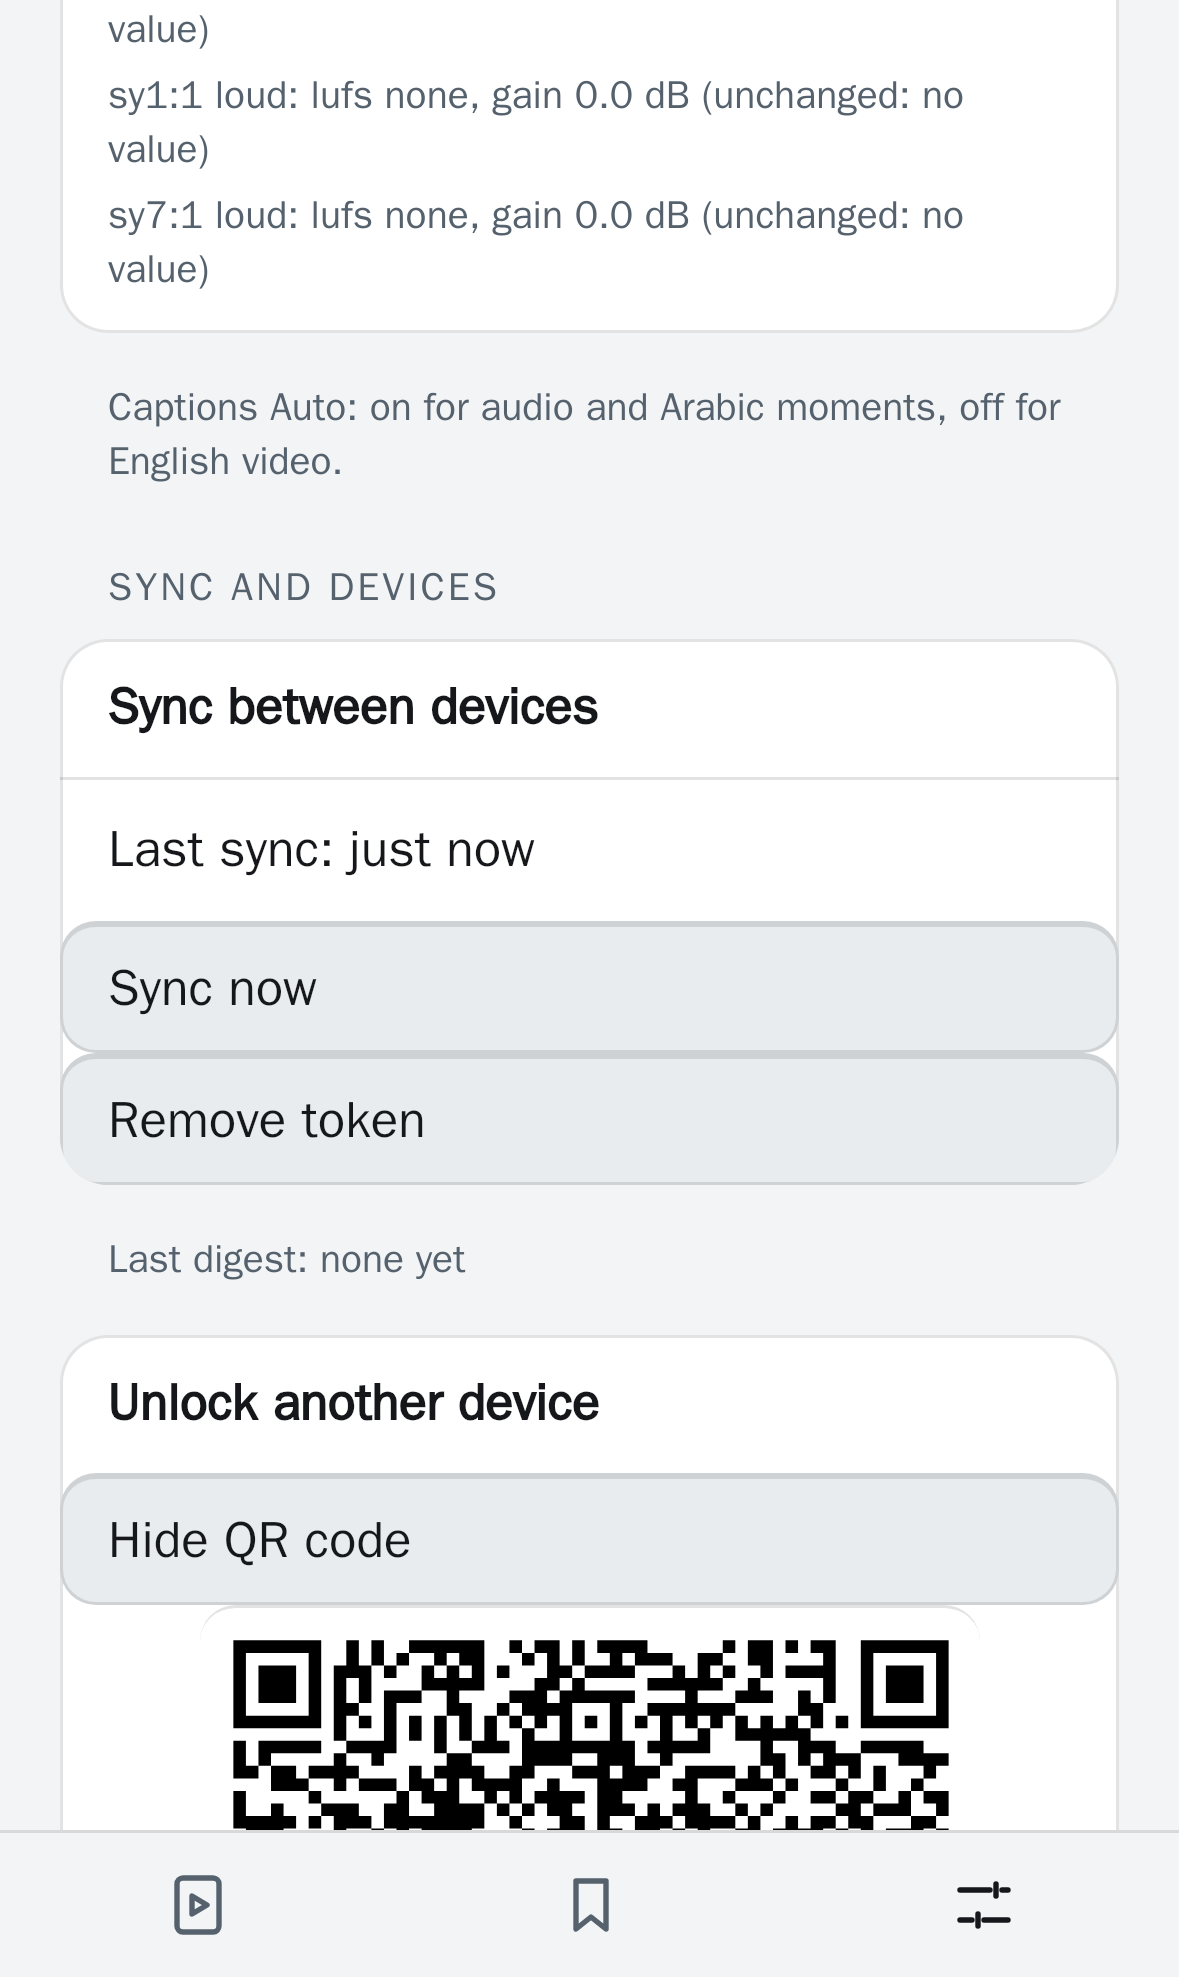 value)
sy1:1 loud: lufs none, gain 0.0 dB (unchanged: no
value)
sy7:1 loud: lufs none, gain 0.0 dB (unchanged: no
value)
Captions Auto: on for audio and Arabic moments, off for
English video.
SYNC AND DEVICES
Sync between devices
Last sync: just now
Sync now
Remove token
Last digest: none yet
Unlock another device
Hide QR code